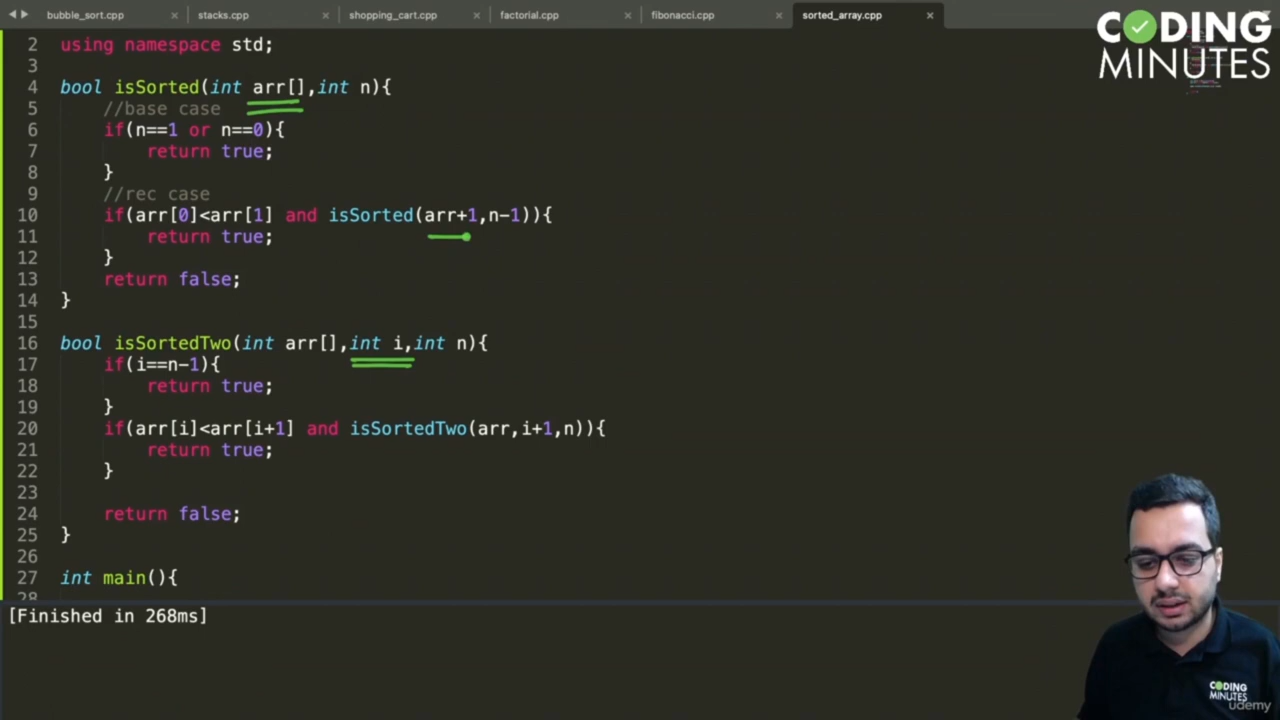 bubble_sort.cpp × stacks.cpp × shopping_cart.cpp × factorial.cpp × fibonacci.cpp × sorted_array.cpp ×
CODING
MINUTES
2 using namespace std;
3
4 bool isSorted(int arr[],int n){
5 //base case
6 if(n==1 or n==0){
7 return true;
8 }
9 //rec case
10 if(arr[0]<arr[1] and isSorted(arr+1,n-1)){
11 return true;
12 }
13 return false;
14 }
15
16 bool isSortedTwo(int arr[],int i,int n){
17 if(i==n-1){
18 return true;
19 }
20 if(arr[i]<arr[i+1] and isSortedTwo(arr,i+1,n)){
21 return true;
22 }
23
24 return false;
25 }
26
27 int main(){
28
[Finished in 268ms]
CODING
MINUTES
udemy